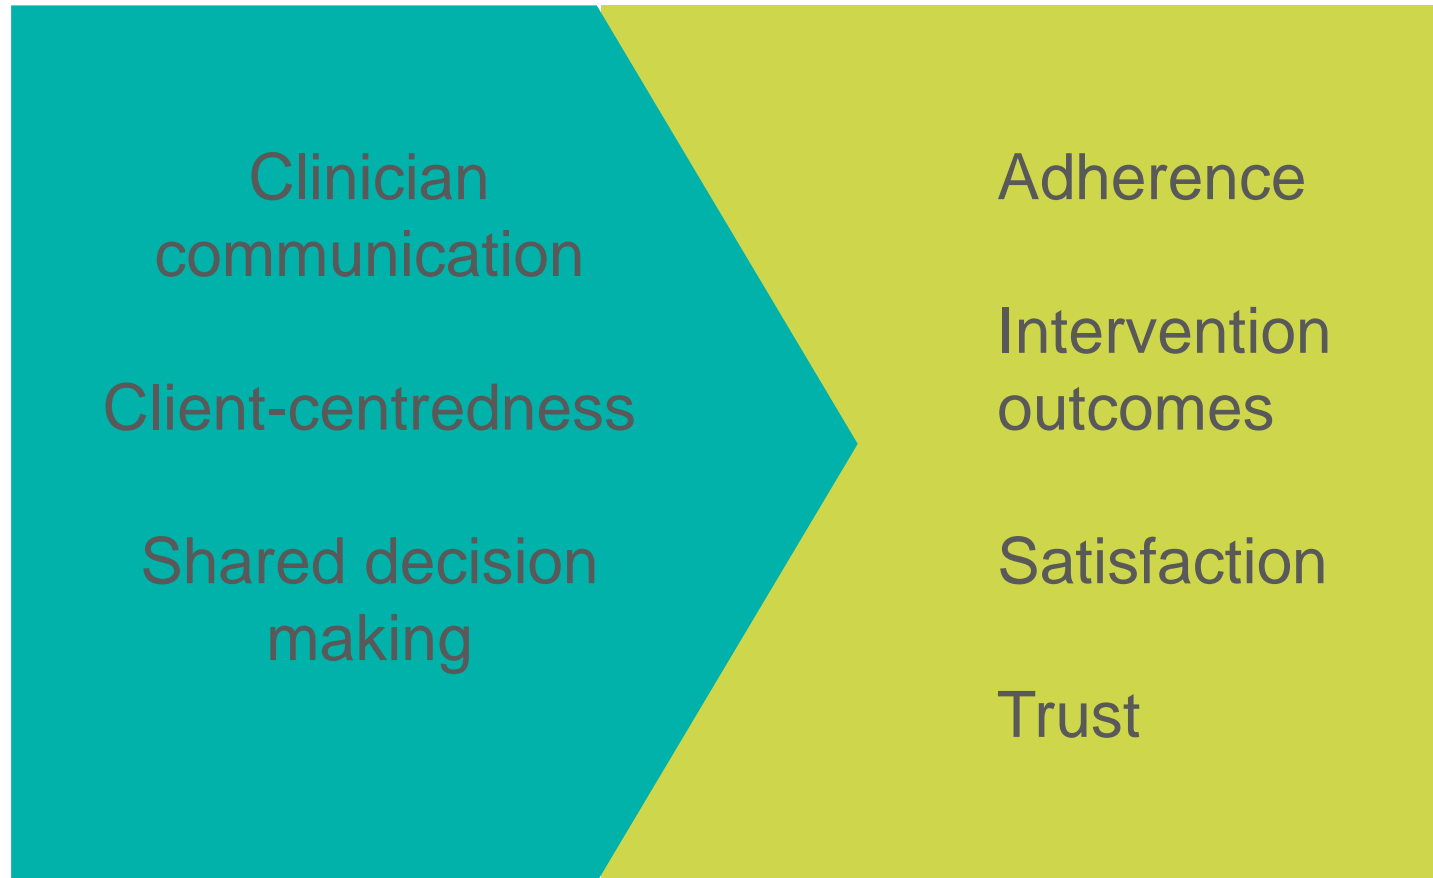 Clinician
communication
Client-centredness
Shared decision
making
Adherence
Intervention
outcomes
Satisfaction
Trust